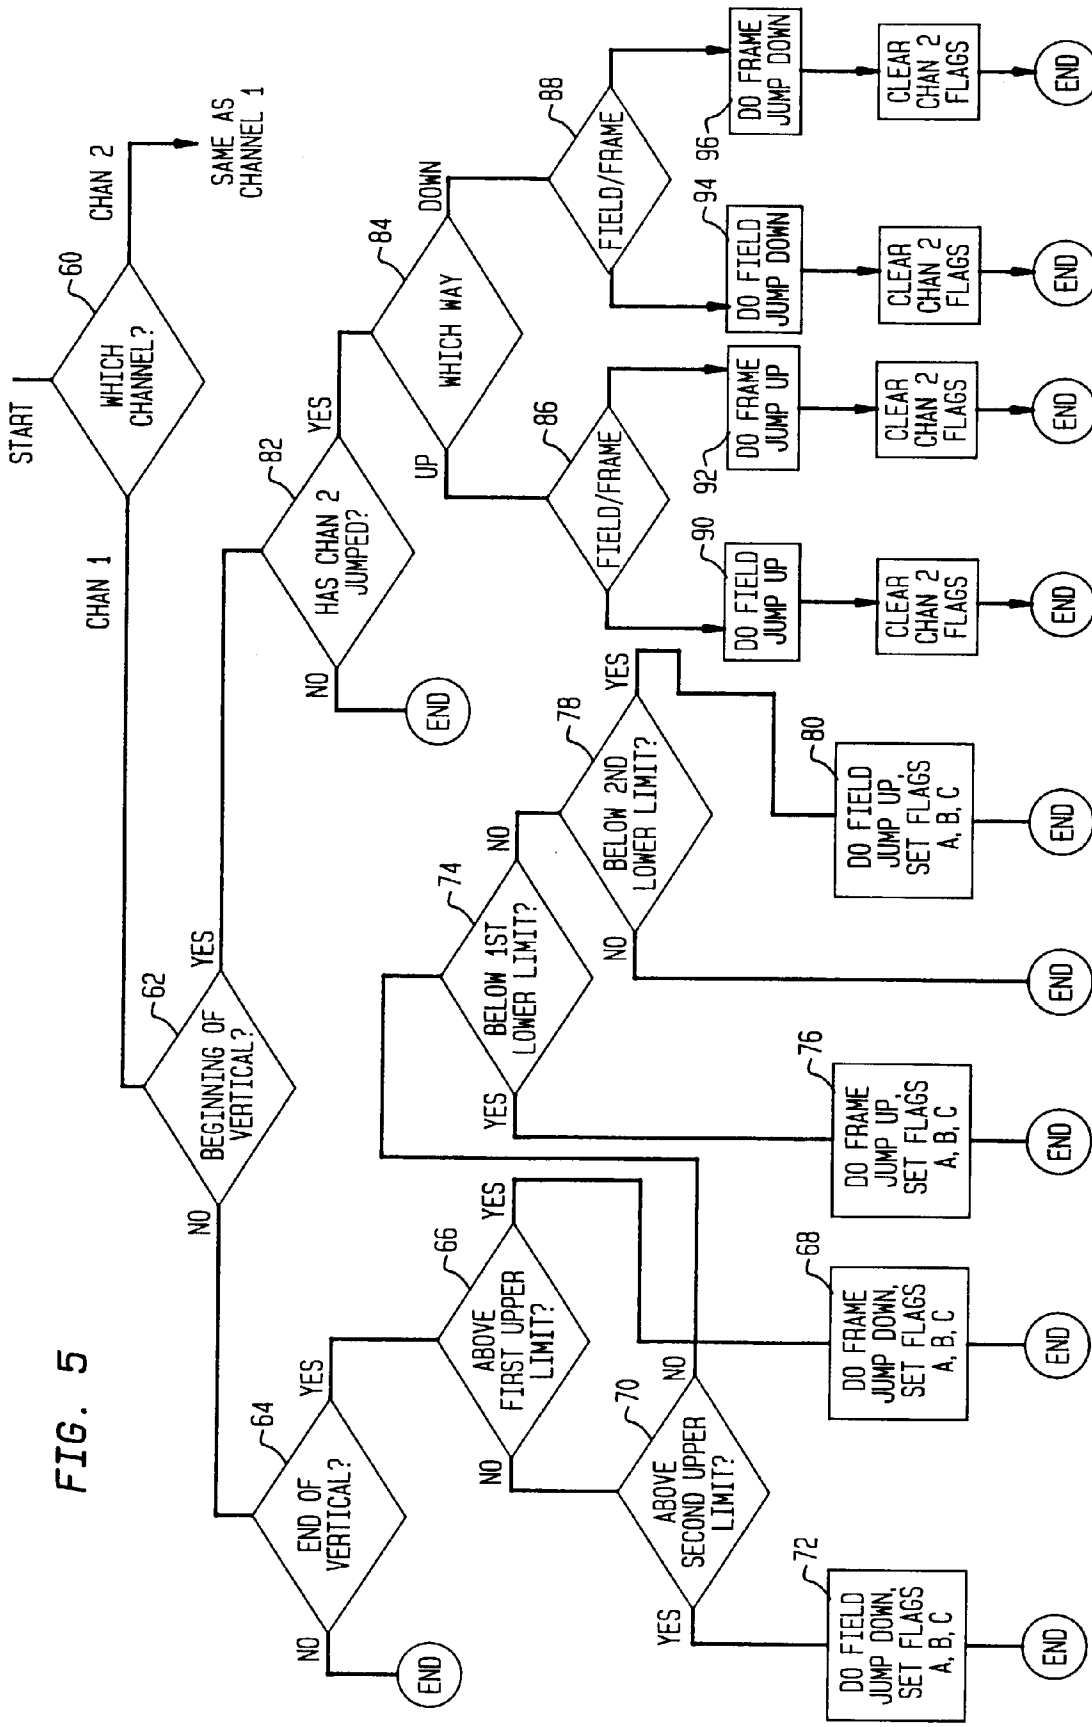 FIG. 5
START
60
WHICH
CHANNEL?
CHAN 1
CHAN 2
SAME AS
CHANNEL 1
62
BEGINNING OF
VERTICAL?
NO
YES
64
END OF
VERTICAL?
NO
END
YES
66
ABOVE
FIRST UPPER
LIMIT?
NO
YES
70
ABOVE
SECOND UPPER
LIMIT?
YES
NO
72
DO FIELD
JUMP DOWN,
SET FLAGS
A, B, C
END
68
DO FRAME
JUMP DOWN,
SET FLAGS
A, B, C
END
74
BELOW 1ST
LOWER LIMIT?
YES
NO
76
DO FRAME
JUMP UP,
SET FLAGS
A, B, C
END
78
BELOW 2ND
LOWER LIMIT?
NO
END
YES
80
DO FIELD
JUMP UP,
SET FLAGS
A, B, C
END
82
HAS CHAN 2
JUMPED?
NO
END
YES
84
WHICH WAY
UP
DOWN
86
FIELD/FRAME
88
FIELD/FRAME
90
DO FIELD
JUMP UP
CLEAR
CHAN 2
FLAGS
END
92
DO FRAME
JUMP UP
CLEAR
CHAN 2
FLAGS
END
94
DO FIELD
JUMP DOWN
CLEAR
CHAN 2
FLAGS
END
96
DO FRAME
JUMP DOWN
CLEAR
CHAN 2
FLAGS
END